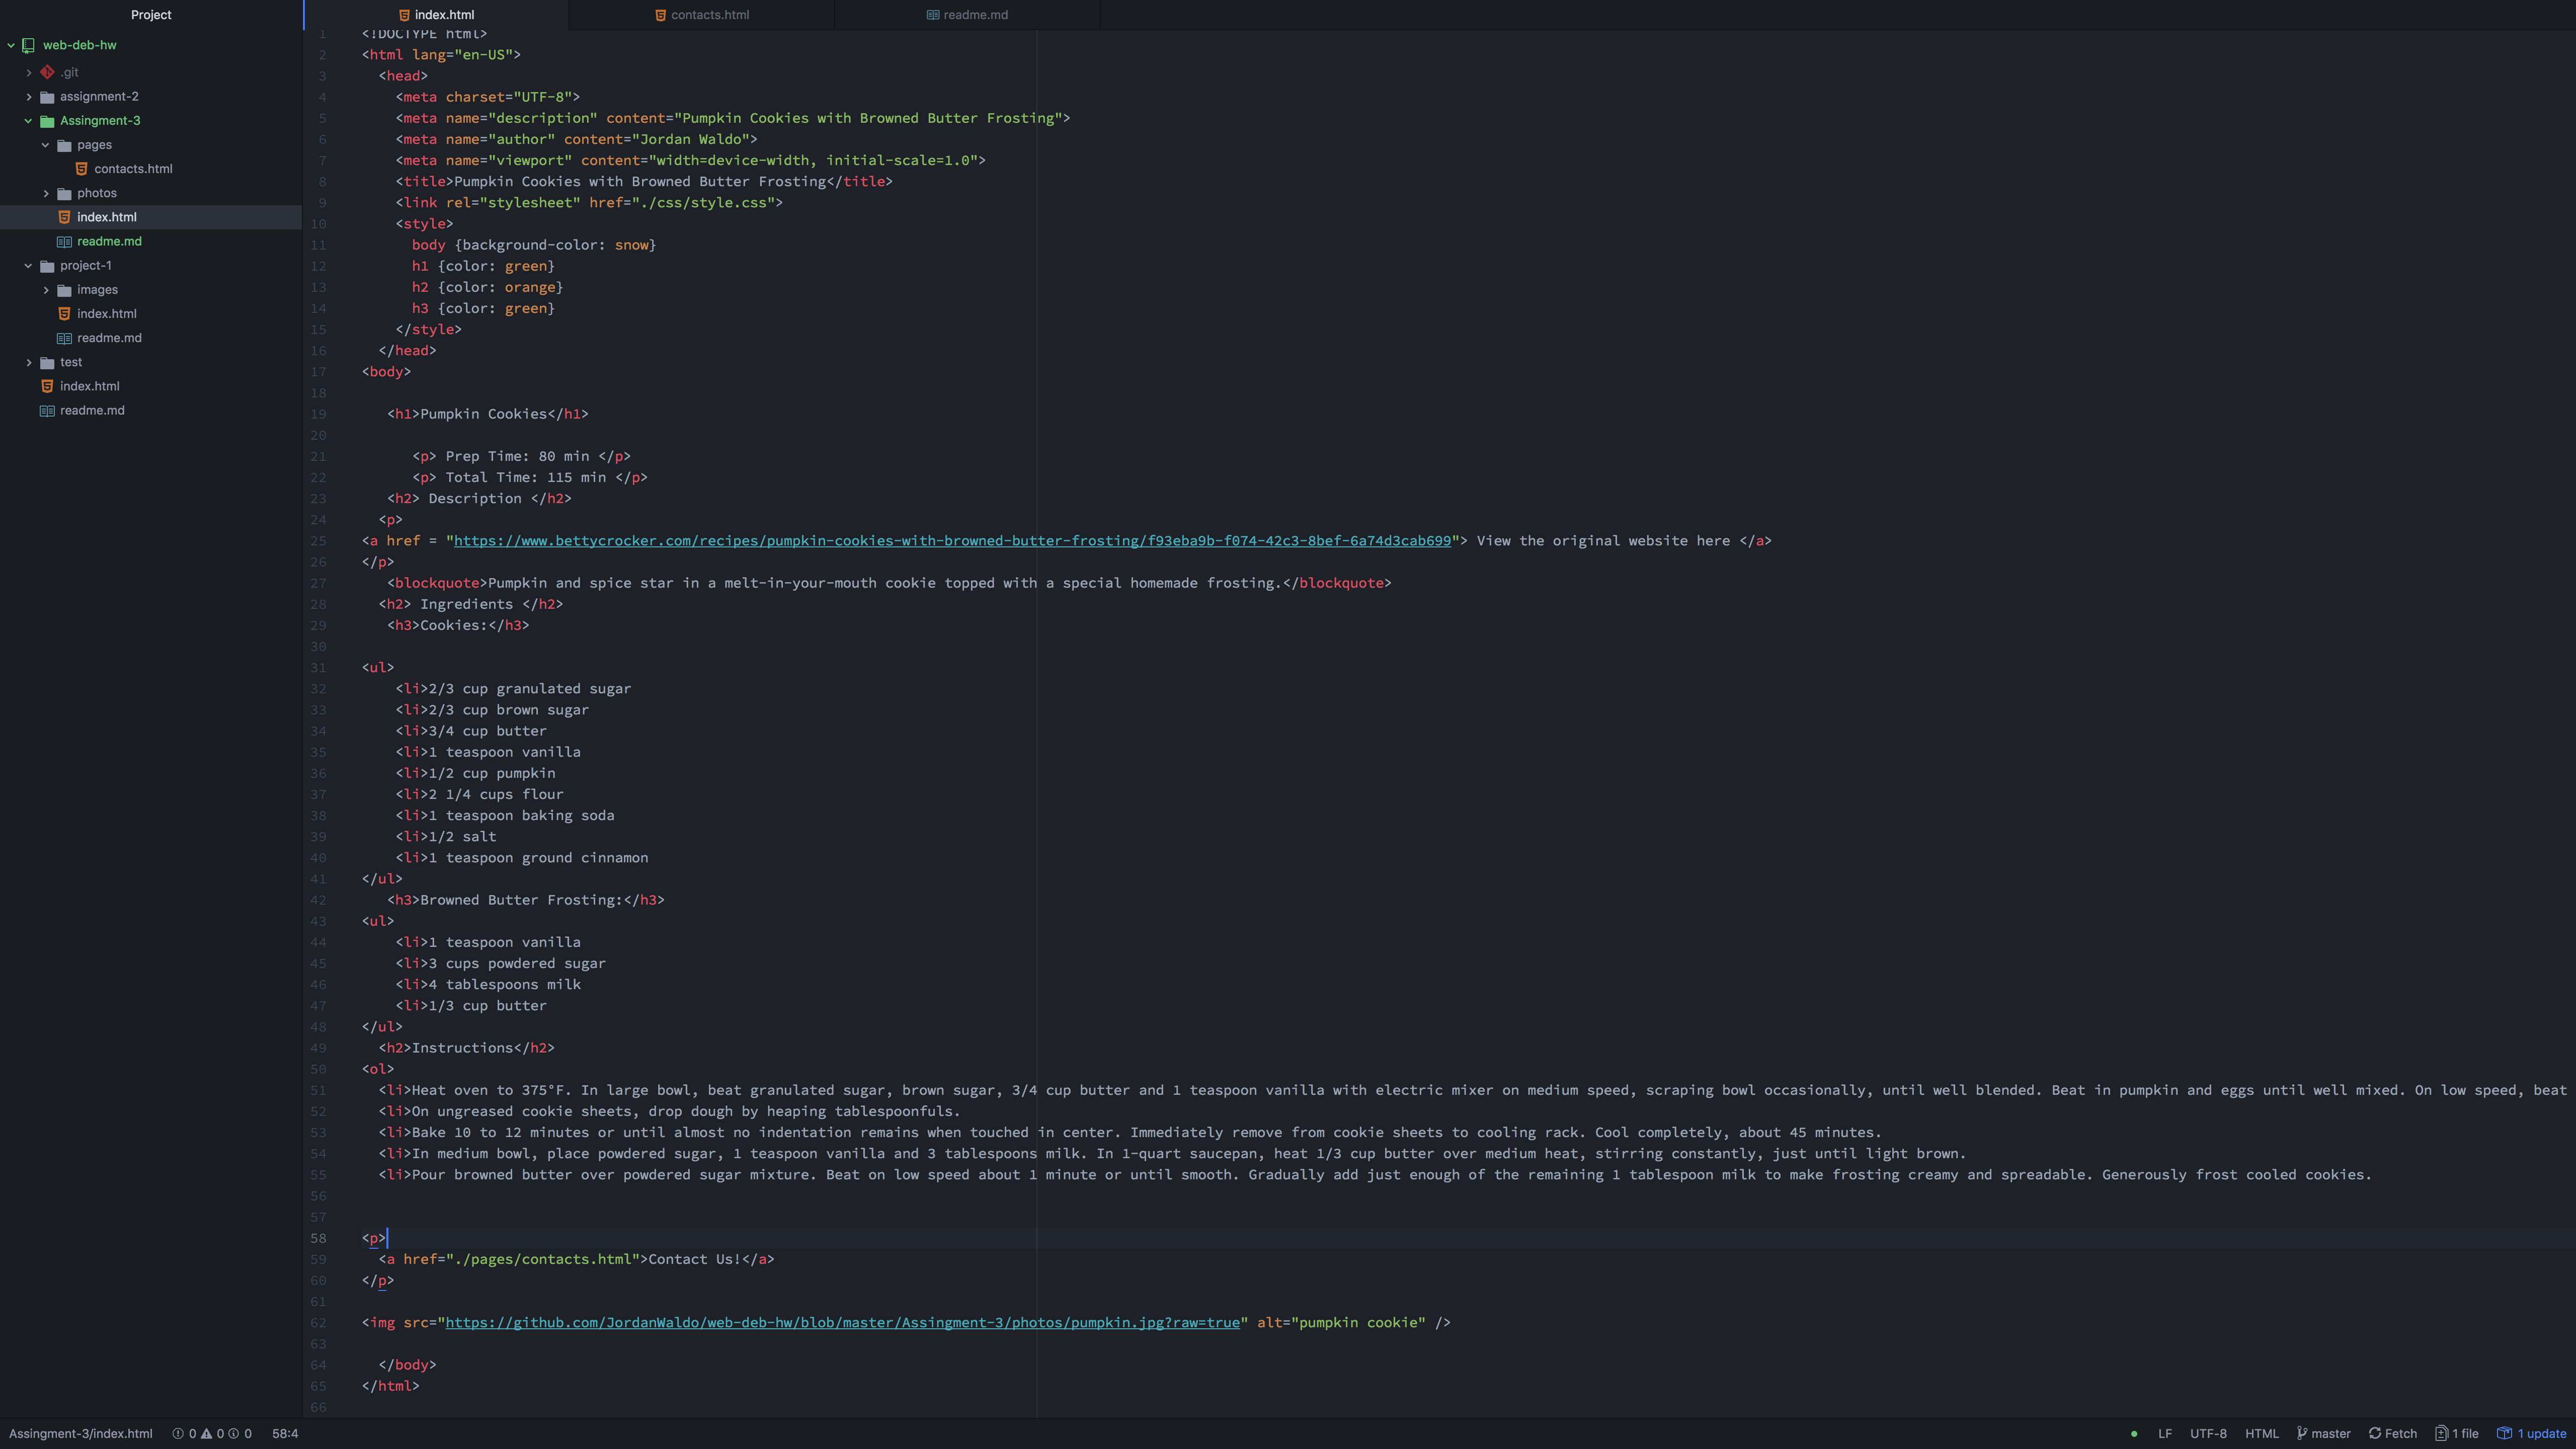 Project
web-deb-hw
.git
assignment-2
Assingment-3
pages
contacts.html
photos
index.html
readme.md
project-1
images
index.html
readme.md
test
index.html
readme.md
index.html
contacts.html
readme.md
1 <!DOCTYPE html>
2 <html lang="en-US">
3 <head>
4 <meta charset="UTF-8">
5 <meta name="description" content="Pumpkin Cookies with Browned Butter Frosting">
6 <meta name="author" content="Jordan Waldo">
7 <meta name="viewport" content="width=device-width, initial-scale=1.0">
8 <title>Pumpkin Cookies with Browned Butter Frosting</title>
9 <link rel="stylesheet" href="./css/style.css">
10 <style>
11 body {background-color: snow}
12 h1 {color: green}
13 h2 {color: orange}
14 h3 {color: green}
15 </style>
16 </head>
17 <body>
18
19 <h1>Pumpkin Cookies</h1>
20
21 <p> Prep Time: 80 min </p>
22 <p> Total Time: 115 min </p>
23 <h2> Description </h2>
24 <p>
25 <a href = "https://www.bettycrocker.com/recipes/pumpkin-cookies-with-browned-butter-frosting/f93eba9b-f074-42c3-8bef-6a74d3cab699"> View the original website here </a>
26 </p>
27 <blockquote>Pumpkin and spice star in a melt-in-your-mouth cookie topped with a special homemade frosting.</blockquote>
28 <h2> Ingredients </h2>
29 <h3>Cookies:</h3>
30
31 <ul>
32 <li>2/3 cup granulated sugar
33 <li>2/3 cup brown sugar
34 <li>3/4 cup butter
35 <li>1 teaspoon vanilla
36 <li>1/2 cup pumpkin
37 <li>2 1/4 cups flour
38 <li>1 teaspoon baking soda
39 <li>1/2 salt
40 <li>1 teaspoon ground cinnamon
41 </ul>
42 <h3>Browned Butter Frosting:</h3>
43 <ul>
44 <li>1 teaspoon vanilla
45 <li>3 cups powdered sugar
46 <li>4 tablespoons milk
47 <li>1/3 cup butter
48 </ul>
49 <h2>Instructions</h2>
50 <ol>
51 <li>Heat oven to 375°F. In large bowl, beat granulated sugar, brown sugar, 3/4 cup butter and 1 teaspoon vanilla with electric mixer on medium speed, scraping bowl occasionally, until well blended. Beat in pumpkin and eggs until well mixed. On low speed, beat
52 <li>On ungreased cookie sheets, drop dough by heaping tablespoonfuls.
53 <li>Bake 10 to 12 minutes or until almost no indentation remains when touched in center. Immediately remove from cookie sheets to cooling rack. Cool completely, about 45 minutes.
54 <li>In medium bowl, place powdered sugar, 1 teaspoon vanilla and 3 tablespoons milk. In 1-quart saucepan, heat 1/3 cup butter over medium heat, stirring constantly, just until light brown.
55 <li>Pour browned butter over powdered sugar mixture. Beat on low speed about 1 minute or until smooth. Gradually add just enough of the remaining 1 tablespoon milk to make frosting creamy and spreadable. Generously frost cooled cookies.
56
57
58 <p>
59 <a href="./pages/contacts.html">Contact Us!</a>
60 </p>
61
62 <img src="https://github.com/JordanWaldo/web-deb-hw/blob/master/Assingment-3/photos/pumpkin.jpg?raw=true" alt="pumpkin cookie" />
63
64 </body>
65 </html>
66
Assingment-3/index.html 0 0 0 58:4 LF UTF-8 HTML master Fetch 1 file 1 update